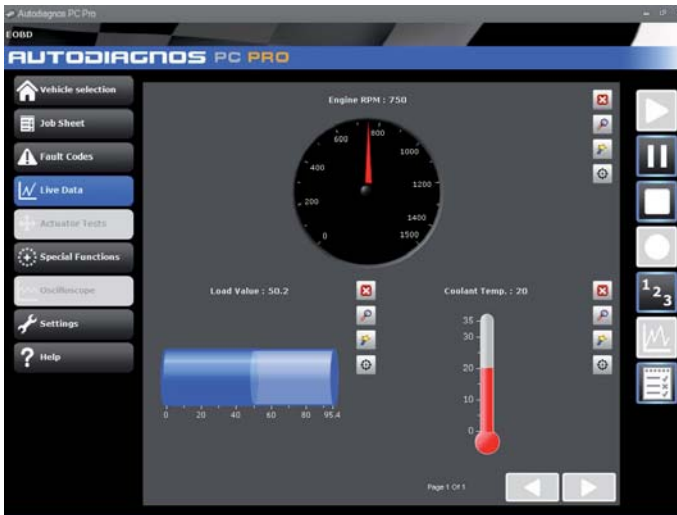 Autodiagnos PC Pro
EOBD
AUTODIAGNOS PC PRO
Vehicle selection
Job Sheet
Fault Codes
Live Data
Actuator Tests
Special Functions
Oscilloscope
Settings
Help
Engine RPM : 750
0
200
400
600
800
1000
1200
1400
1500
Load Value : 50.2
0 20 40 60 80 95.4
Coolant Temp. : 20
35
30
20
10
0
Page 1 Of 1
1 2 3